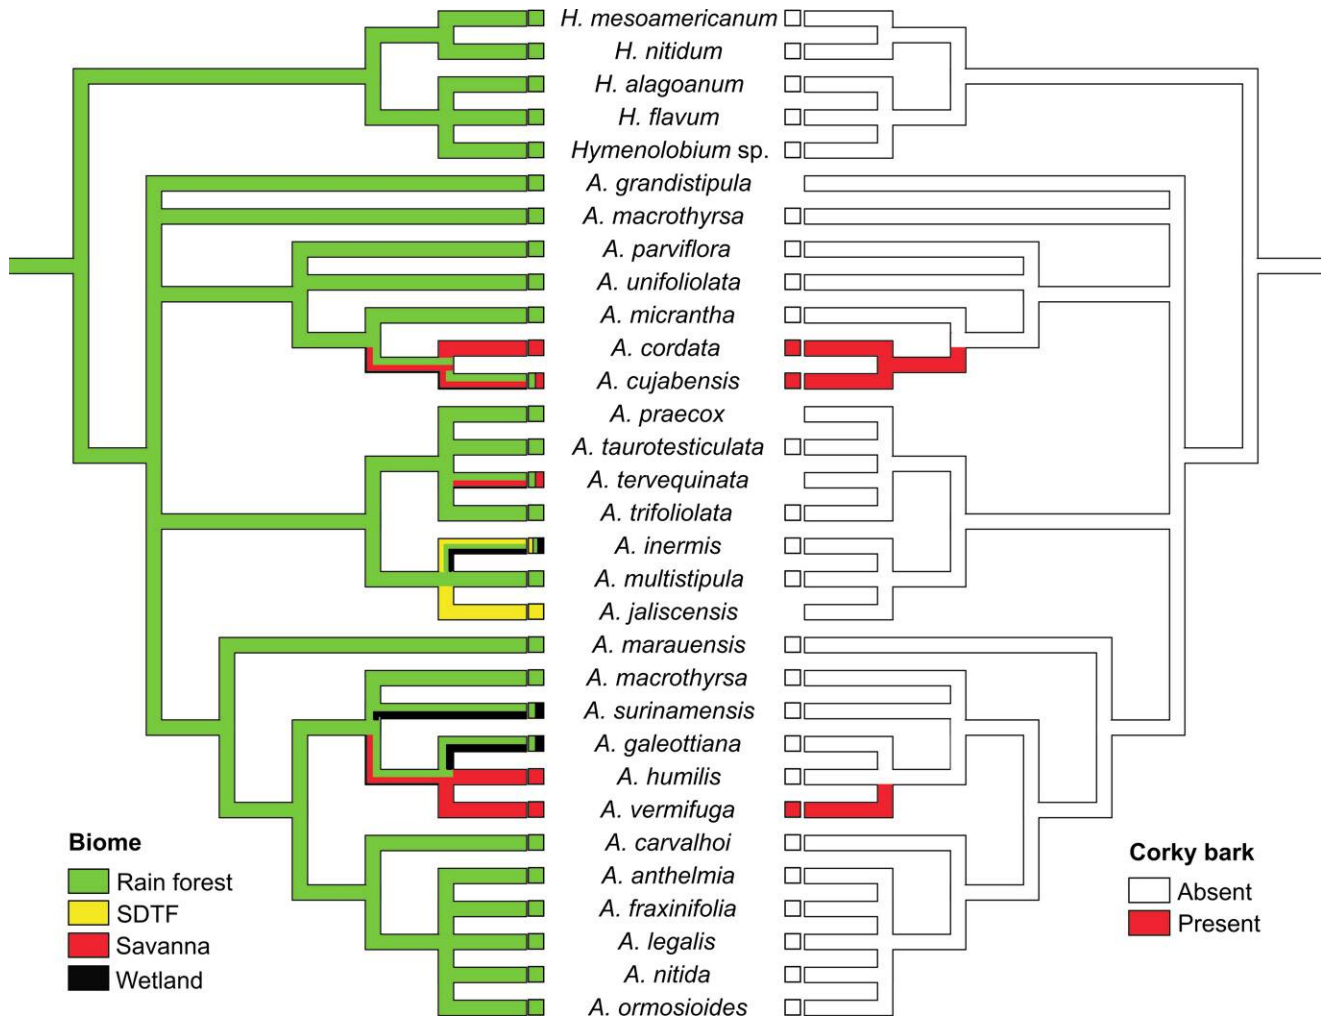 H. mesoamericanum
H. nitidum
H. alagoanum
H. flavum
Hymenolobium sp.
A. grandistipula
A. macrothyrsa
A. parviflora
A. unifoliolata
A. micrantha
A. cordata
A. cujabensis
A. praecox
A. taurotesticulata
A. tervequinata
A. trifoliolata
A. inermis
A. multistipula
A. jaliscensis
A. marauensis
A. macrothyrsa
A. surinamensis
A. galeottiana
A. humilis
A. vermifuga
A. carvalhoi
A. anthelmia
A. fraxinifolia
A. legalis
A. nitida
A. ormosioides
Biome
Rain forest
SDTF
Savanna
Wetland
Corky bark
Absent
Present